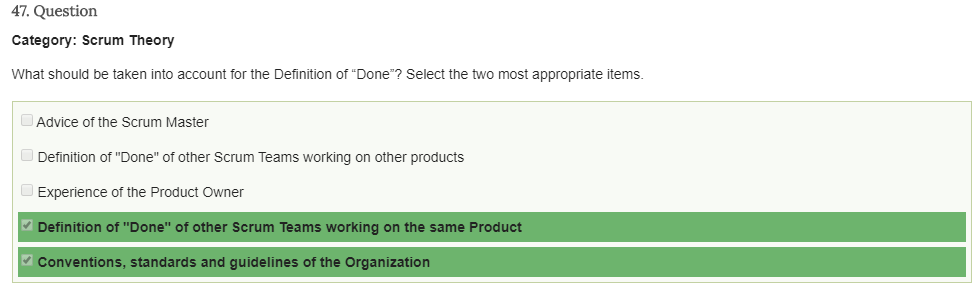 47. Question
Category: Scrum Theory
What should be taken into account for the Definition of “Done”? Select the two most appropriate items.
Advice of the Scrum Master
Definition of "Done" of other Scrum Teams working on other products
Experience of the Product Owner
Definition of "Done" of other Scrum Teams working on the same Product
Conventions, standards and guidelines of the Organization